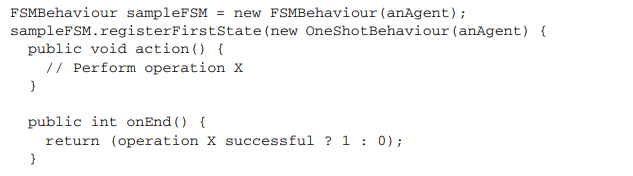 FSMBehaviour sampleFSM = new FSMBehaviour(anAgent);
sampleFSM.registerFirstState(new OneShotBehaviour(anAgent) {
  public void action() {
    // Perform operation X
  }

  public int onEnd() {
    return (operation X successful ? 1 : 0);
  }